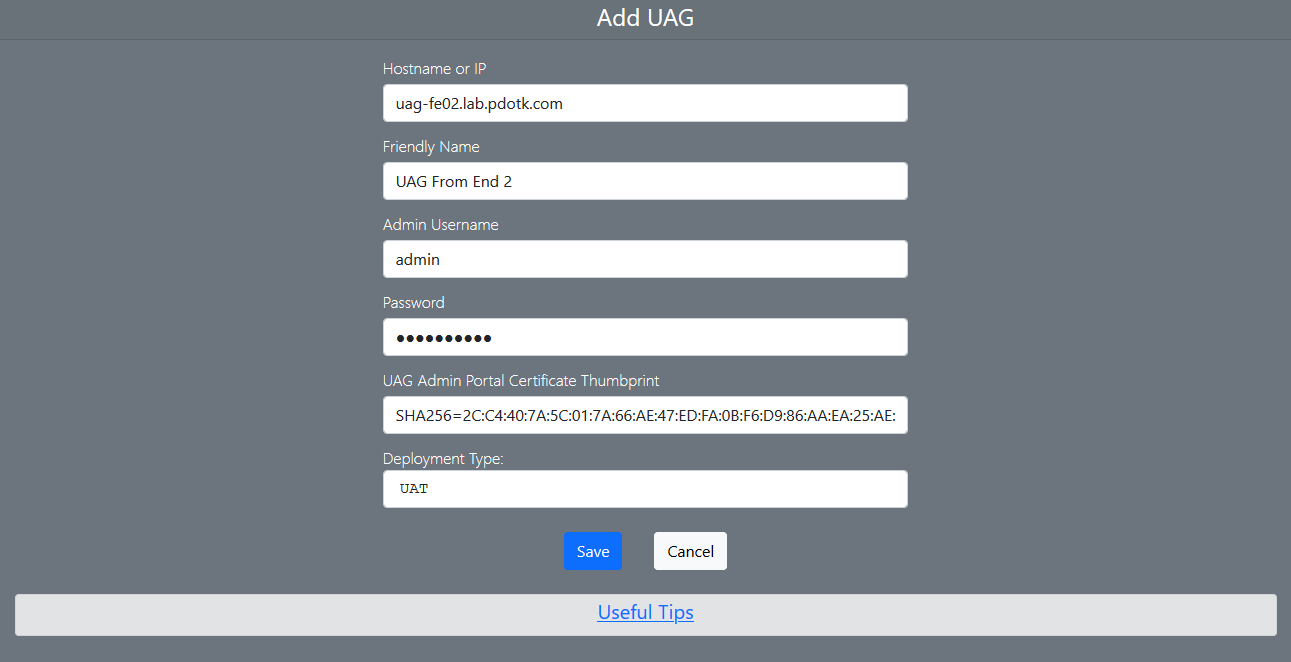 Add UAG
Hostname or IP
uag-fe02.lab.pdotk.com
Friendly Name
UAG From End 2
Admin Username
admin
Password
●●●●●●●●●●
UAG Admin Portal Certificate Thumbprint
SHA256=2C:C4:40:7A:5C:01:7A:66:AE:47:ED:FA:0B:F6:D9:86:AA:EA:25:AE:
Deployment Type:
UAT
Save Cancel
Useful Tips